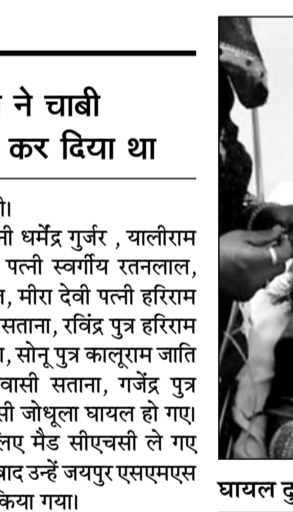 ने चाबी
कर दिया था
धर्मेंद्र गुर्जर , यालीराम
पत्नी स्वर्गीय रतनलाल,
मीरा देवी पत्नी हरिराम
सताना, रविंद्र पुत्र हरिराम
सोनू पुत्र कालूराम जाति
सताना, गजेंद्र पुत्र
जोधूला घायल हो गए।
मैड सीएचसी ले गए
उन्हें जयपुर एसएमएस
किया गया।
घायल